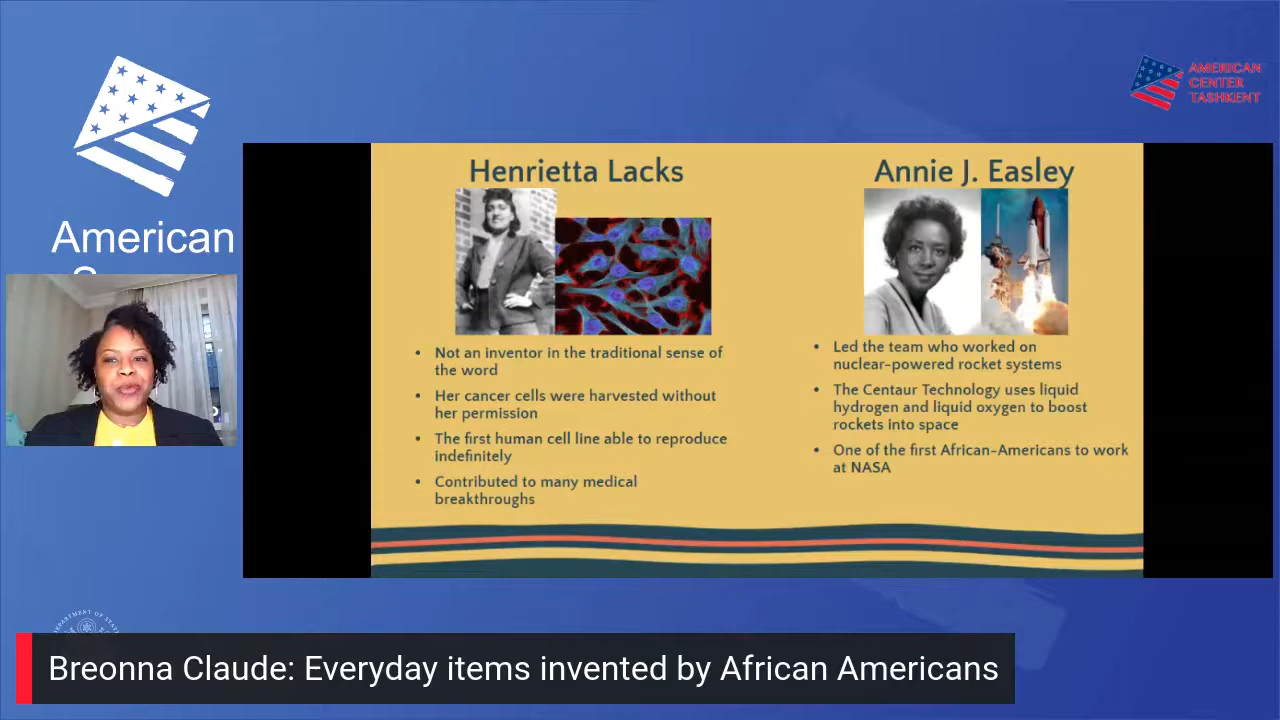 AMERICAN
CENTER
TASHKENT
American
Henrietta Lacks
Not an inventor in the traditional sense of
the word
Her cancer cells were harvested without
her permission
The first human cell line able to reproduce
indefinitely
Contributed to many medical
breakthroughs
Annie J. Easley
Led the team who worked on
nuclear-powered rocket systems
The Centaur Technology uses liquid
hydrogen and liquid oxygen to boost
rockets into space
One of the first African-Americans to work
at NASA
DEPARTMENT OF STATE
Breonna Claude: Everyday items invented by African Americans